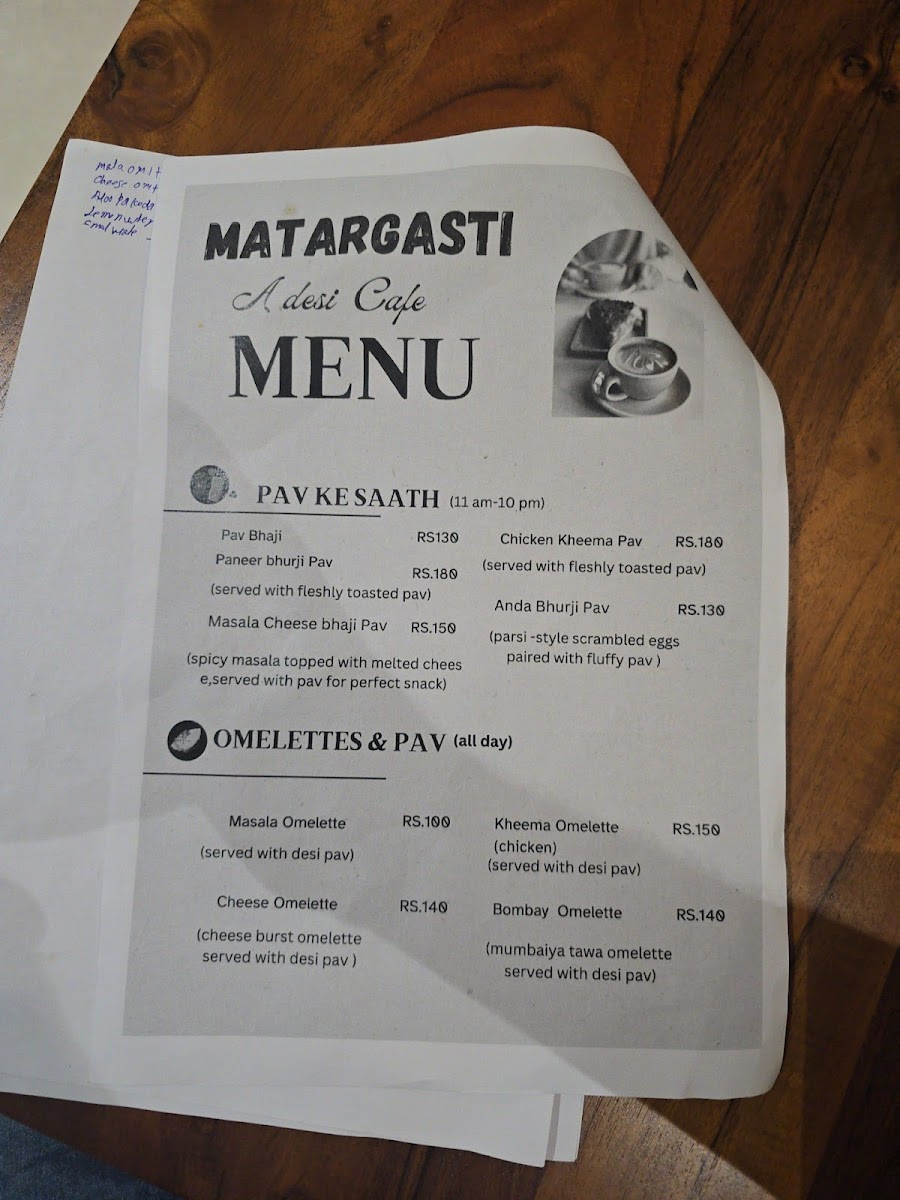 Cheese omt
MATARGASTI
A desi Cafe
MENU
PAV KE SAATH (11 am-10 pm)
Pav Bhaji RS130
Paneer bhurji Pav RS.180
(served with fleshly toasted pav)
Masala Cheese bhaji Pav RS.150
(spicy masala topped with melted chees
e,served with pav for perfect snack)
Chicken Kheema Pav RS.180
(served with fleshly toasted pav)
Anda Bhurji Pav RS.130
(parsi -style scrambled eggs
paired with fluffy pav )
OMELETTES & PAV (all day)
Masala Omelette RS.100
(served with desi pav)
Cheese Omelette RS.140
(cheese burst omelette
served with desi pav )
Kheema Omelette RS.150
(chicken)
(served with desi pav)
Bombay Omelette RS.140
(mumbaiya tawa omelette
served with desi pav)